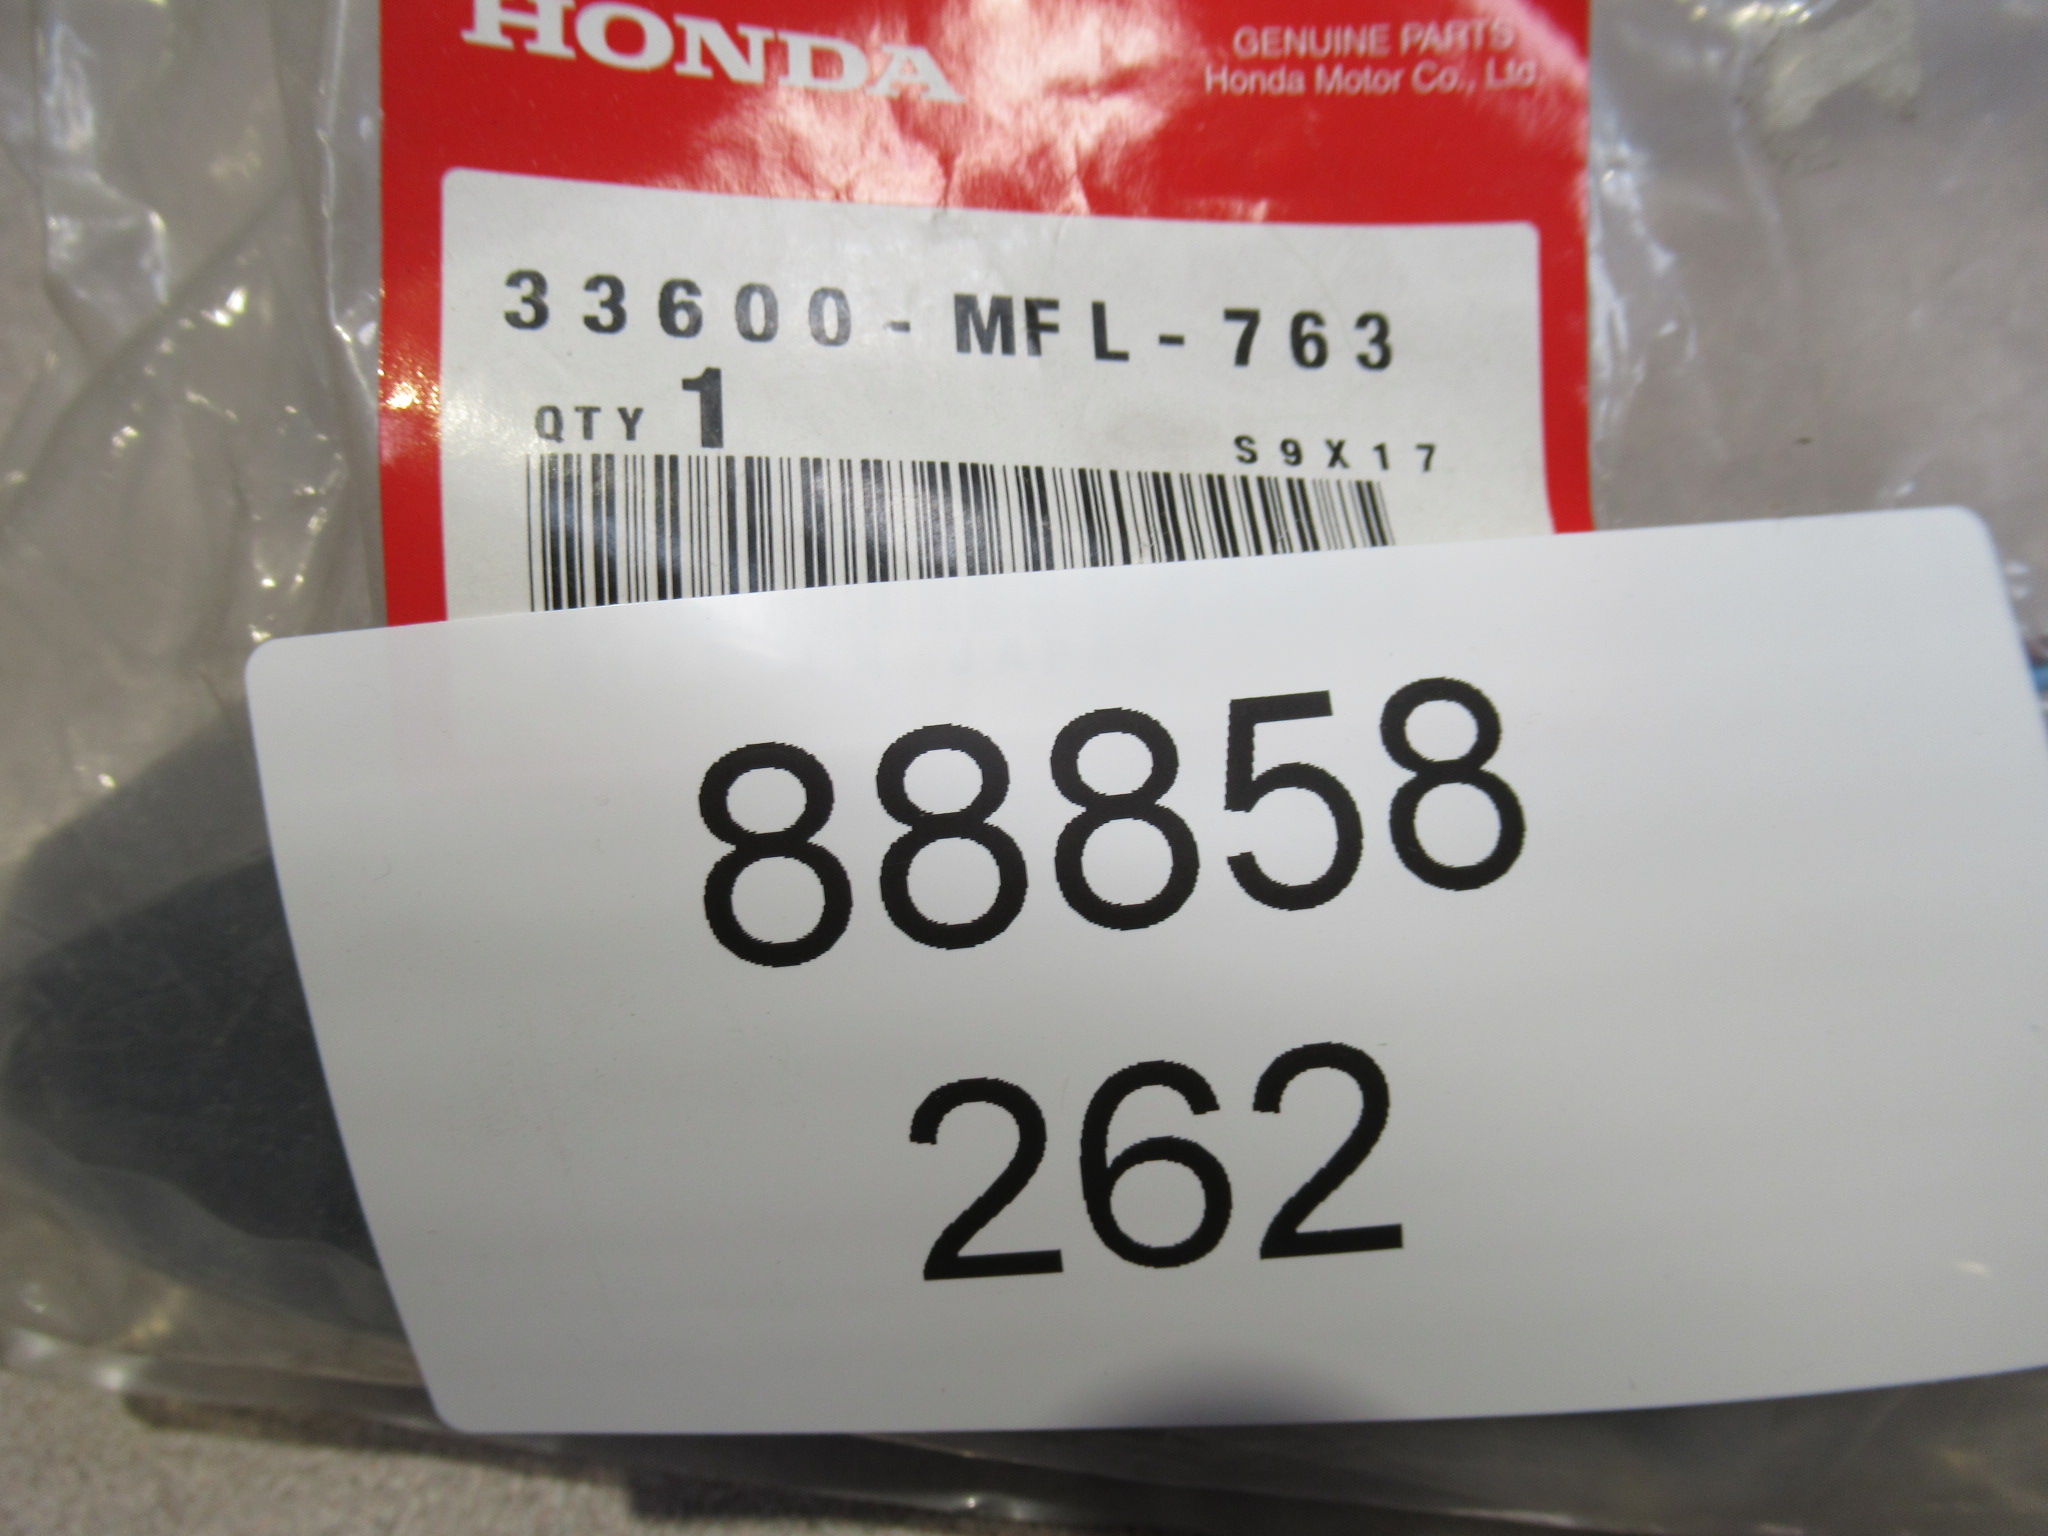 HONDA
GENUINE PARTS
Honda Motor Co., Ltd.
33600-MFL-763
QTY 1
S9X17
88858
262